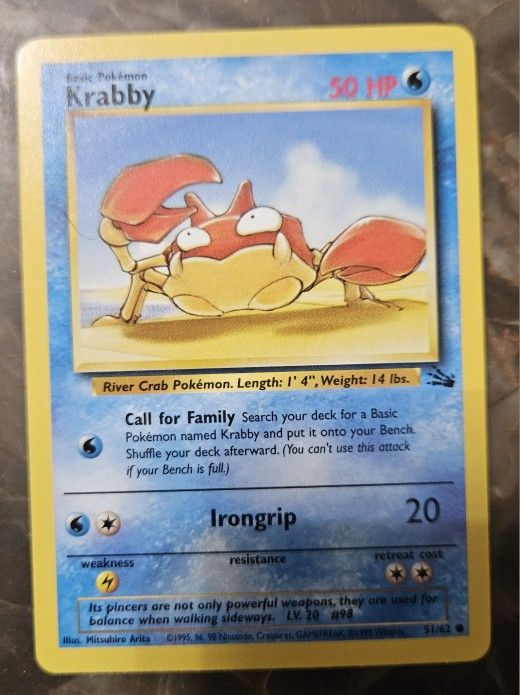 Basic Pokémon
Krabby 50 HP
River Crab Pokémon. Length: 1' 4", Weight: 14 lbs.
Call for Family Search your deck for a Basic
Pokémon named Krabby and put it onto your Bench.
Shuffle your deck afterward. (You can't use this attack
if your Bench is full.)
Irongrip 20
weakness resistance retreat cost
Its pincers are not only powerful weapons, they are used for
balance when walking sideways. LV. 20 #98
Illus. Mitsuhiro Arita ©1995, 96, 98 Nintendo, Creatures, GAMEFREAK. ©1999 Wizards. 51/62